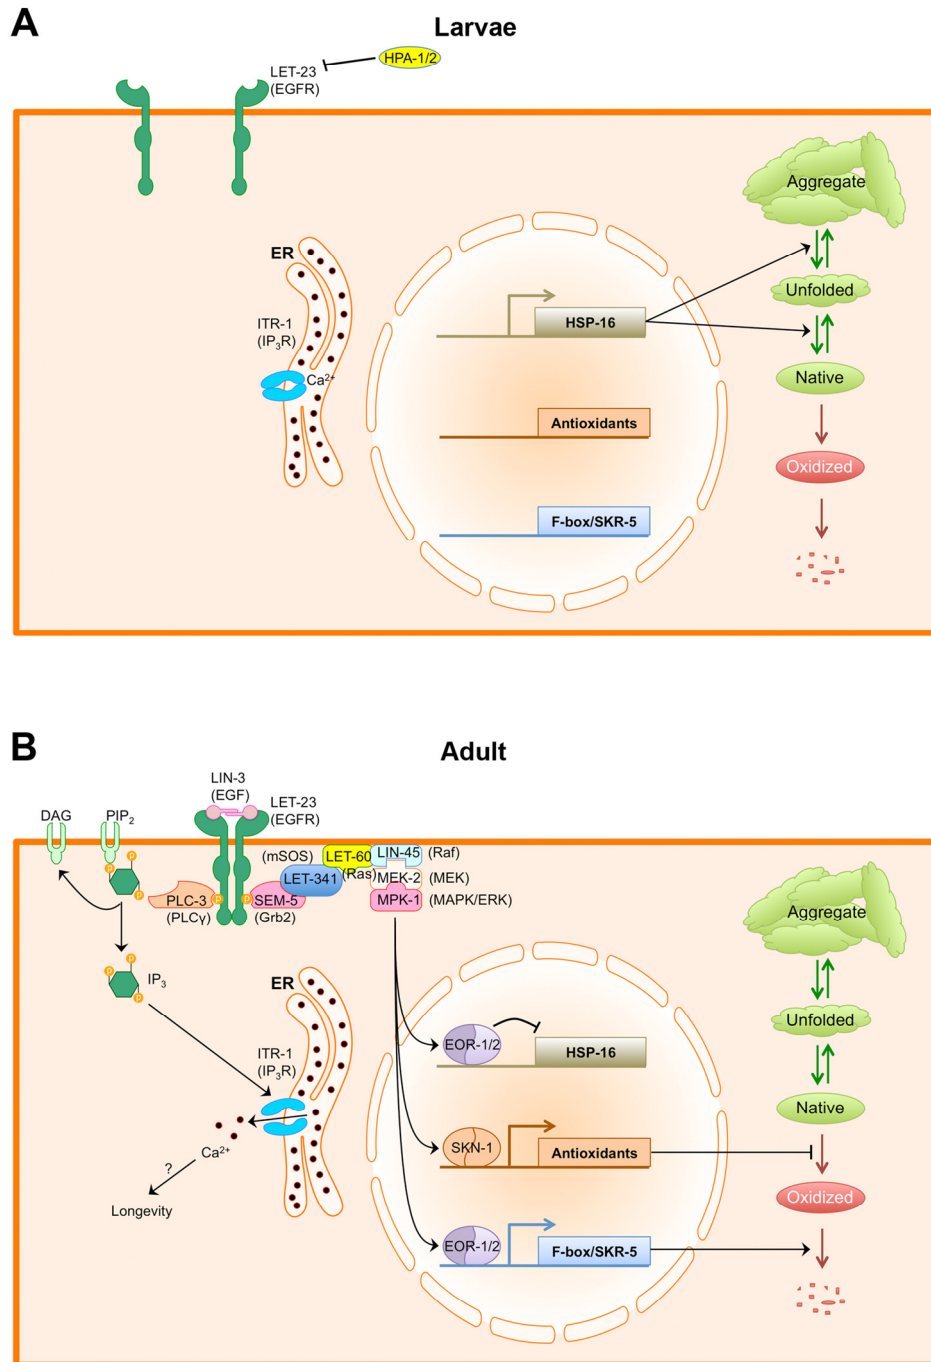 A
Larvae
HPA-1/2
LET-23
(EGFR)
Aggregate
ER
Unfolded
ITR-1
(IP₃R)
HSP-16
Ca²⁺
Native
Antioxidants
Oxidized
F-box/SKR-5
B
Adult
LIN-3
(EGF)
DAG
PIP₂
LET-23
(EGFR)
P
P
P
(mSOS)
LET-60
(Ras)
LIN-45
(Raf)
LET-341
MEK-2
(MEK)
PLC-3
(PLCγ)
P
P
SEM-5
(Grb2)
MPK-1
(MAPK/ERK)
Aggregate
P
P
P
IP₃
ER
Unfolded
ITR-1
(IP₃R)
EOR-1/2
HSP-16
Native
Ca²⁺
SKN-1
Antioxidants
?
Longevity
Oxidized
EOR-1/2
F-box/SKR-5